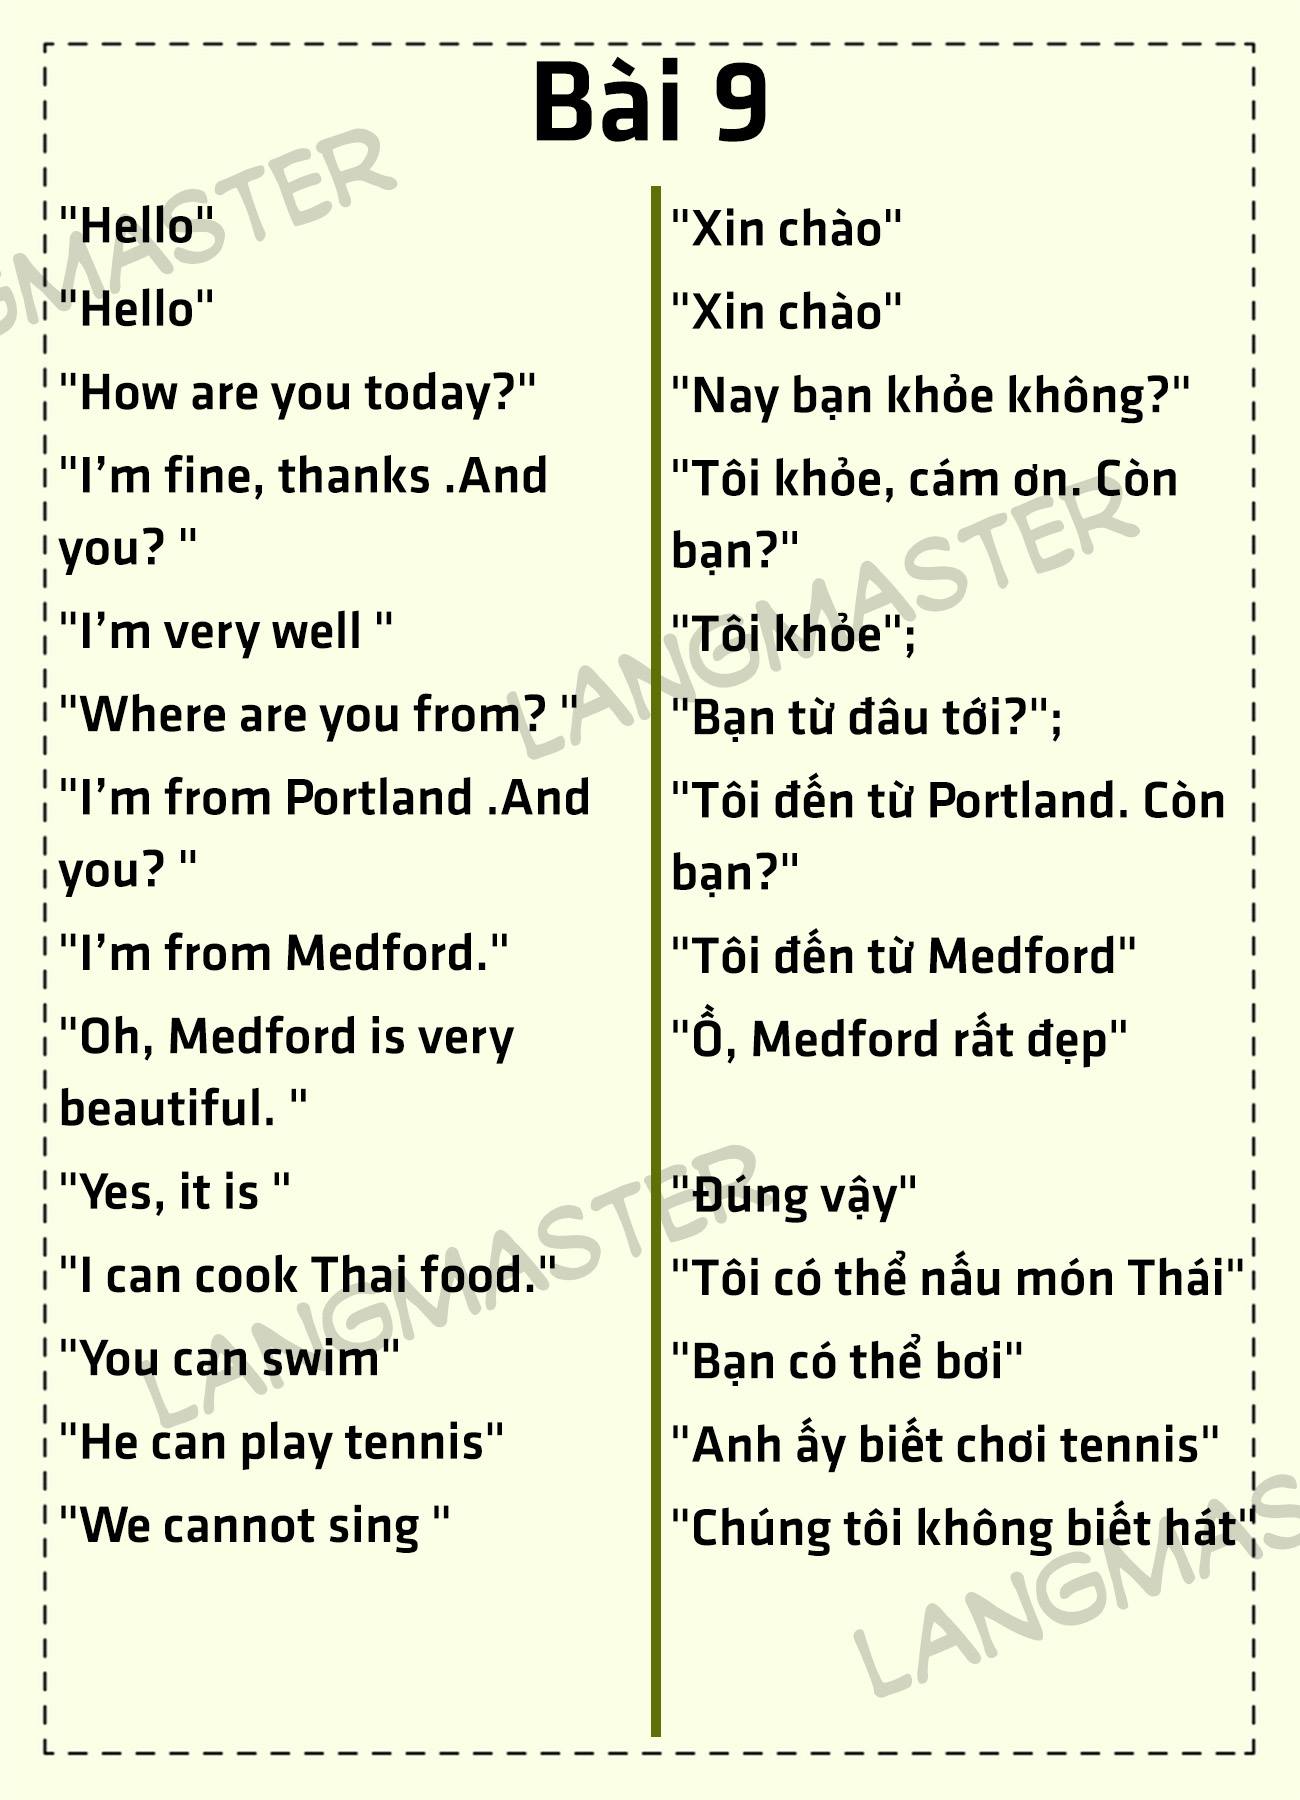 Bài 9
"Hello"
"Hello"
"How are you today?"
"I’m fine, thanks .And
you? "
"I’m very well "
"Where are you from? "
"I’m from Portland .And
you? "
"I’m from Medford."
"Oh, Medford is very
beautiful. "
"Yes, it is "
"I can cook Thai food."
"You can swim"
"He can play tennis"
"We cannot sing "
"Xin chào"
"Xin chào"
"Nay bạn khỏe không?"
"Tôi khỏe, cám ơn. Còn
bạn?"
"Tôi khỏe";
"Bạn từ đâu tới?";
"Tôi đến từ Portland. Còn
bạn?"
"Tôi đến từ Medford"
"Ồ, Medford rất đẹp"
"Đúng vậy"
"Tôi có thể nấu món Thái"
"Bạn có thể bơi"
"Anh ấy biết chơi tennis"
"Chúng tôi không biết hát"
GMASTER
LANGMASTER
LANGMASTER
LANGMAS